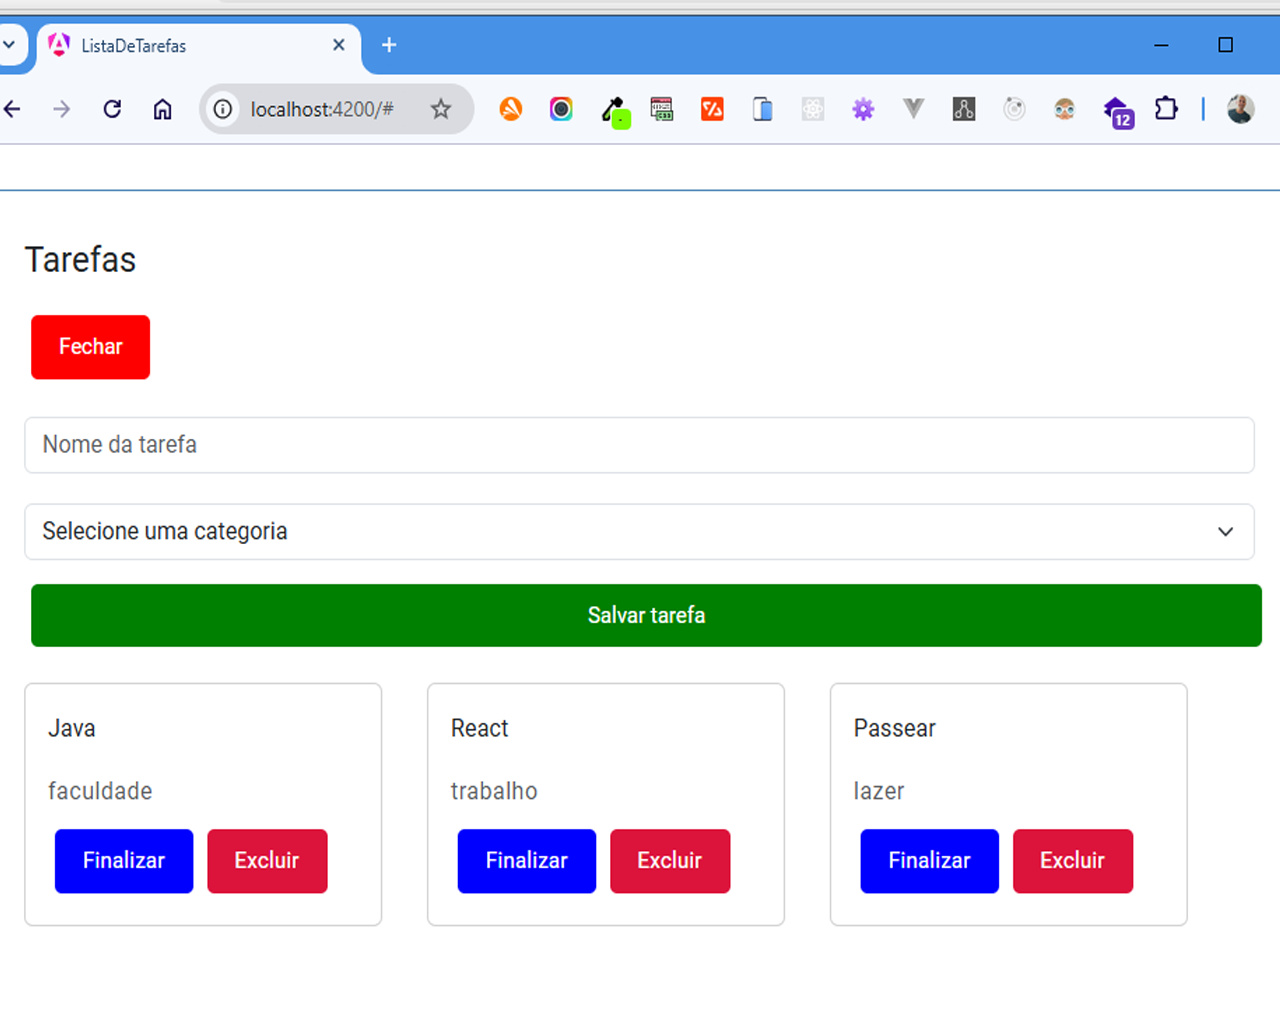 ListaDeTarefas
localhost:4200/#
12
Tarefas
Fechar
Nome da tarefa
Selecione uma categoria
Salvar tarefa
Java
faculdade
Finalizar Excluir
React
trabalho
Finalizar Excluir
Passear
lazer
Finalizar Excluir